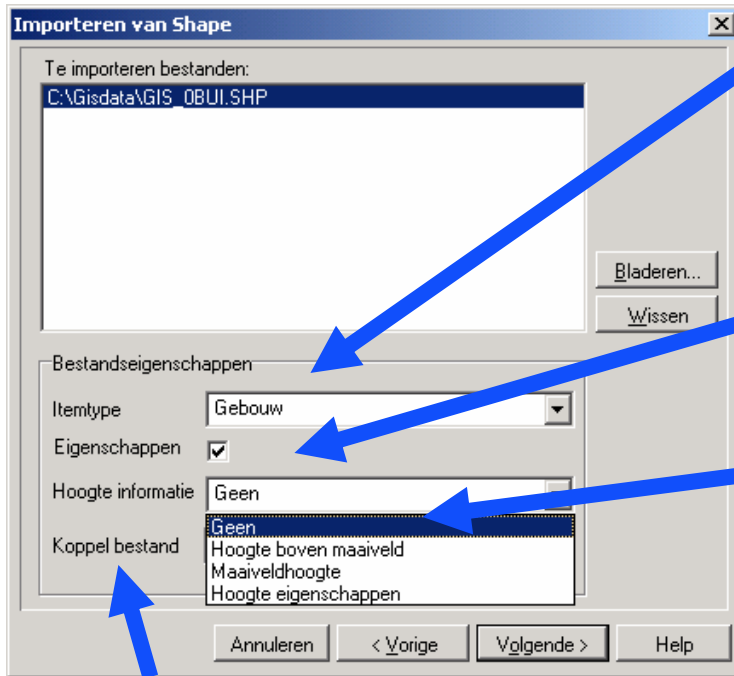 Importeren van Shape
Te importeren bestanden:
C:\Gisdata\GIS_0BUI.SHP
Bladeren...
Wissen
Bestandseigenschappen
Itemtype
Gebouw
Eigenschappen
Hoogte informatie
Geen
Geen
Koppel bestand
Hoogte boven maaiveld
Maaiveldhoogte
Hoogte eigenschappen
Annuleren
< Vorige
Volgende >
Help